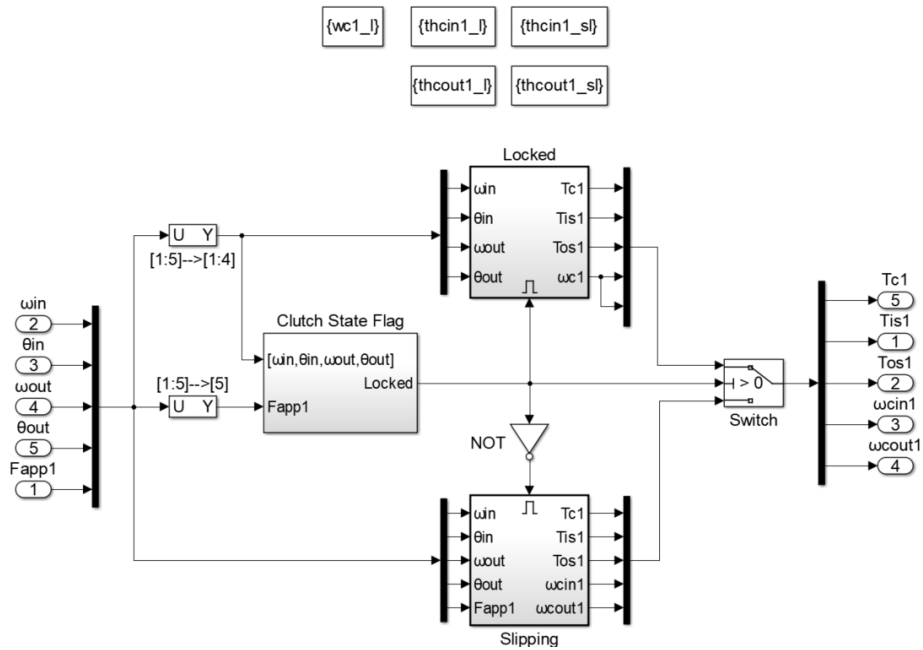 {wc1_l}
{thcin1_l}
{thcin1_sl}
{thcout1_l}
{thcout1_sl}
Locked
ωin
θin
ωout
θout
Tc1
Tis1
Tos1
ωc1
U Y
[1:5]-->[1:4]
Clutch State Flag
[ωin,θin,ωout,θout]
Locked
Fapp1
[1:5]-->[5]
U Y
ωin
2
θin
3
ωout
4
θout
5
Fapp1
1
NOT
> 0
Switch
Tc1
5
Tis1
1
Tos1
2
ωcin1
3
ωcout1
4
ωin
θin
ωout
θout
Fapp1
Tc1
Tis1
Tos1
ωcin1
ωcout1
Slipping